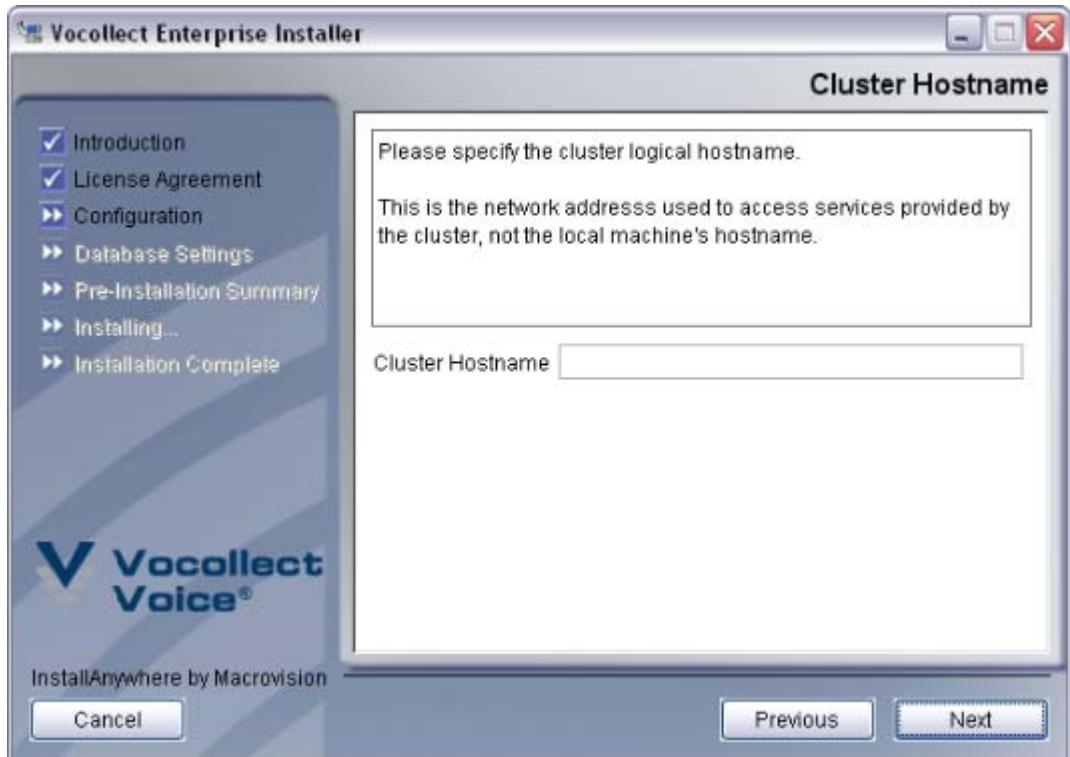 Vocollect Enterprise Installer
Cluster Hostname
Introduction
License Agreement
Configuration
Database Settings
Pre-Installation Summary
Installing...
Installation Complete
Please specify the cluster logical hostname.
This is the network addresss used to access services provided by
the cluster, not the local machine's hostname.
Cluster Hostname
Vocollect
Voice®
InstallAnywhere by Macrovision
Cancel
Previous
Next